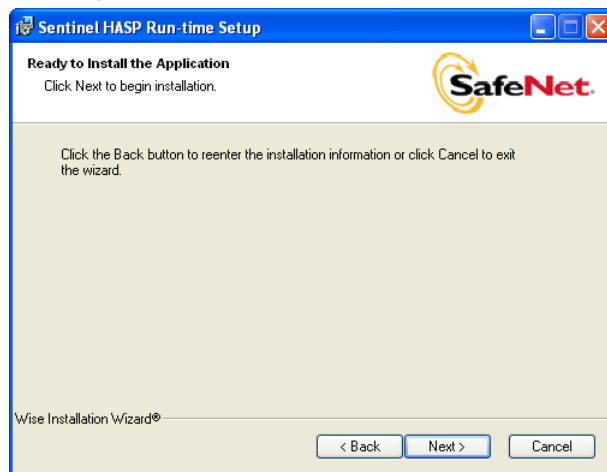 Sentinel HASP Run-time Setup
Ready to Install the Application
Click Next to begin installation.
SafeNet.
Click the Back button to reenter the installation information or click Cancel to exit
the wizard.
Wise Installation Wizard®
< Back
Next >
Cancel